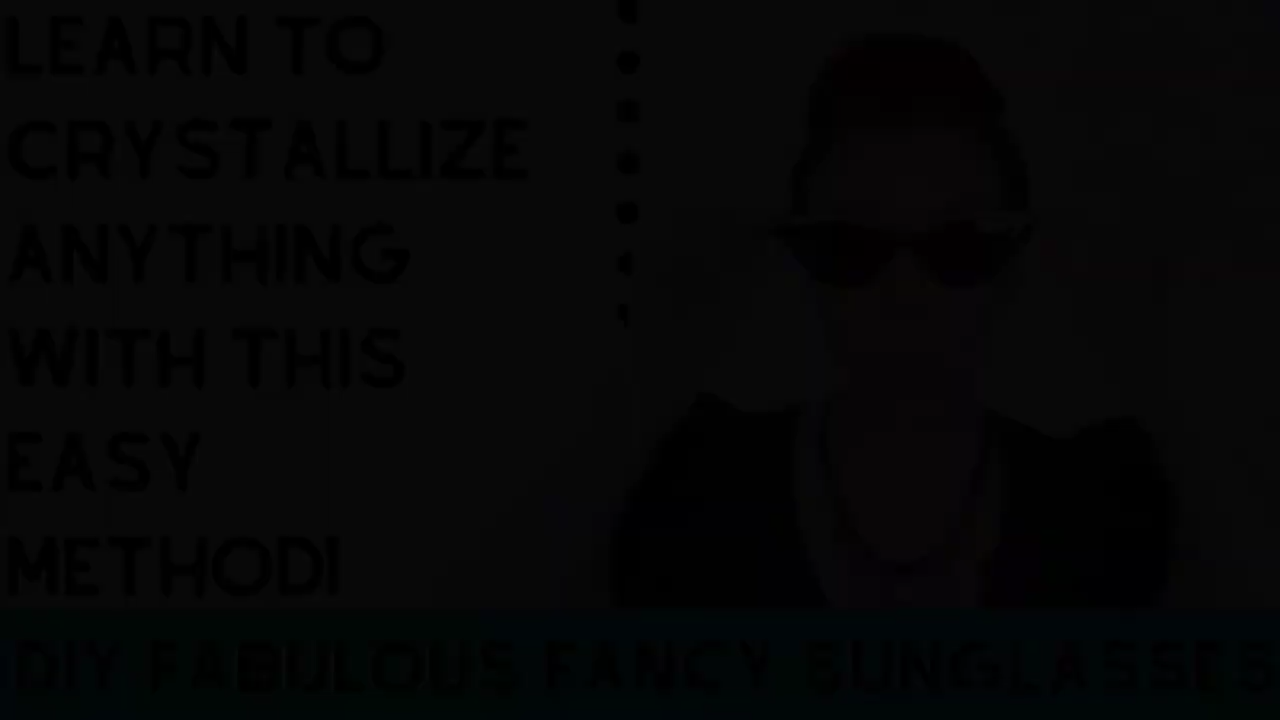 LEARN TO
CRYSTALLIZE
ANYTHING
WITH THIS
EASY
METHOD!
DIY FABULOUS FANCY SUNGLASSES